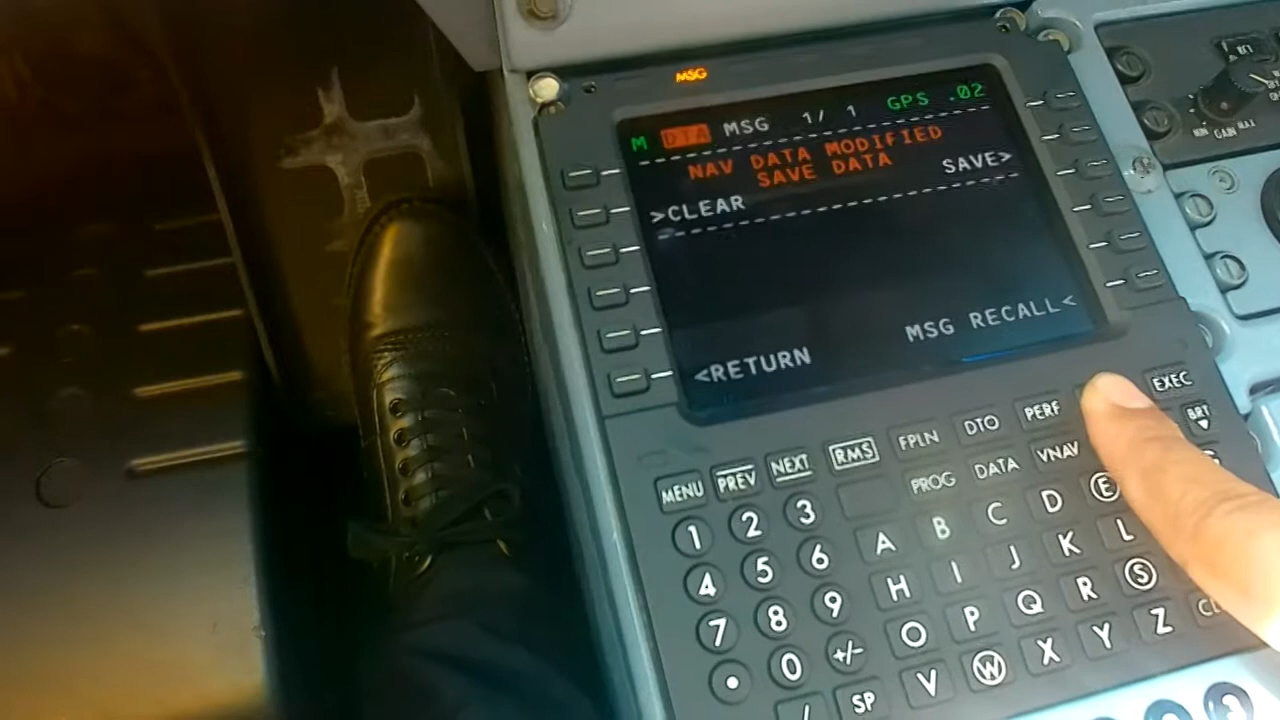 MSG
M DTA MSG 1/ 1 GPS .02
NAV DATA MODIFIED
SAVE DATA SAVE>
>CLEAR
MSG RECALL<
<RETURN
MENU PREV NEXT RMS FPLN DTO PERF EXEC
PROG DATA VNAV BRT
1 2 3 A B C D E
4 5 6 H I J K L
7 8 9 O P Q R S
. 0 +/- V W X Y Z
/ SP
GAIN